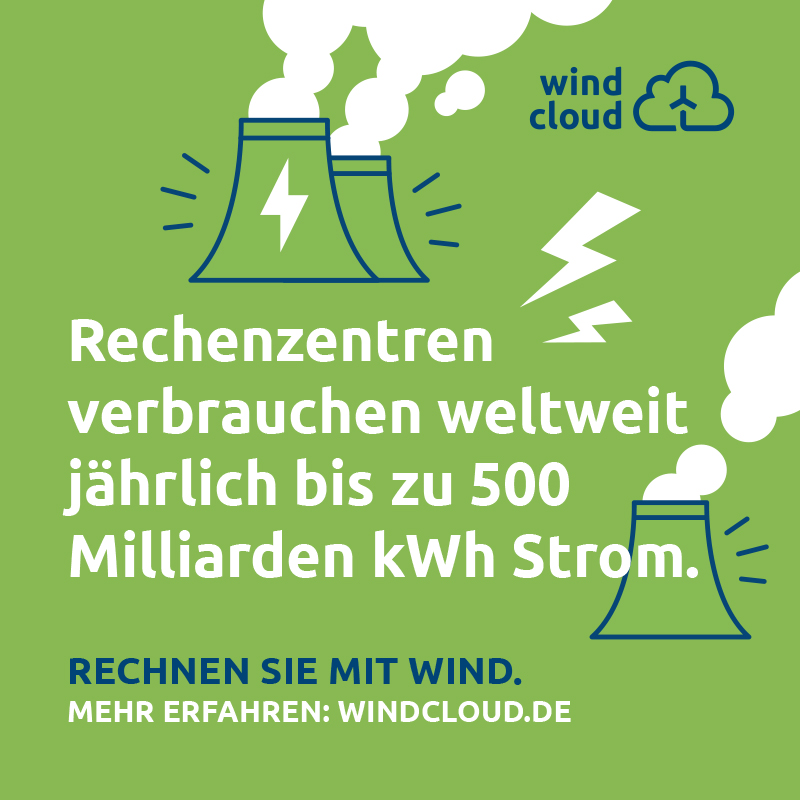 wind
cloud
Rechenzentren
verbrauchen weltweit
jährlich bis zu 500
Milliarden kWh Strom.
RECHNEN SIE MIT WIND.
MEHR ERFAHREN: WINDCLOUD.DE